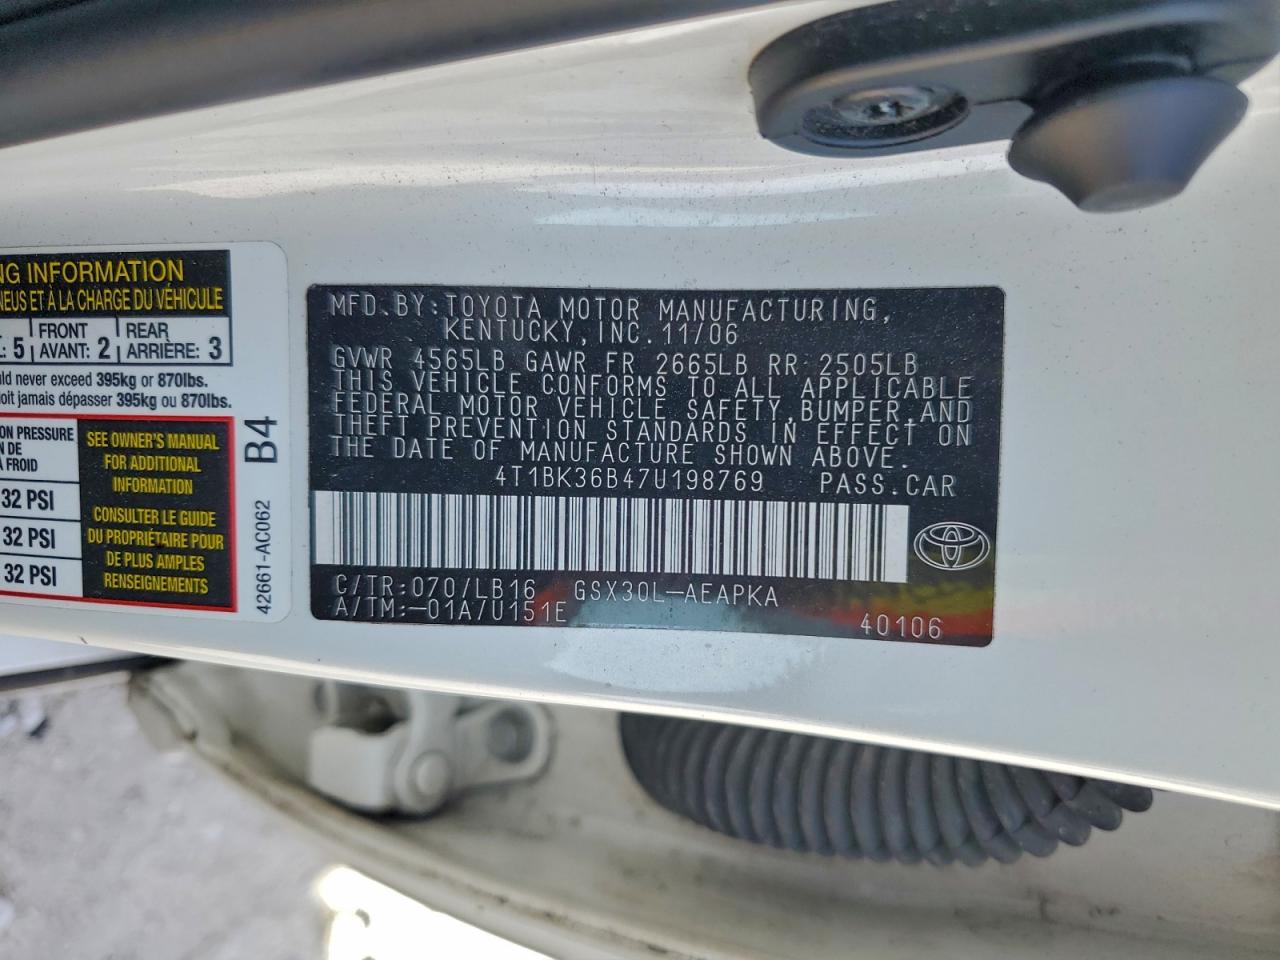 NG INFORMATION
NEUS ET À LA CHARGE DU VÉHICULE
5 FRONT 2 REAR 3
AVANT: ARRIÈRE:
uld never exceed 395kg or 870lbs.
oit jamais dépasser 395kg ou 870lbs.
ON PRESSURE
N DE
A FROID
32 PSI
32 PSI
32 PSI
SEE OWNER'S MANUAL
FOR ADDITIONAL
INFORMATION
CONSULTER LE GUIDE
DU PROPRIÉTAIRE POUR
DE PLUS AMPLES
RENSEIGNEMENTS
B4
42661-AC062
MFD.BY:TOYOTA MOTOR MANUFACTURING,
KENTUCKY,INC.11/06
GVWR 4565LB GAWR FR 2665LB RR 2505LB
THIS VEHICLE CONFORMS TO ALL APPLICABLE
FEDERAL MOTOR VEHICLE SAFETY,BUMPER,AND
THEFT PREVENTION STANDARDS IN EFFECT ON
THE DATE OF MANUFACTURE SHOWN ABOVE.
4T1BK36B47U198769 PASS.CAR
C/TR:070/LB16 GSX30L-AEAPKA
A/TM:-01A/U151E
40106